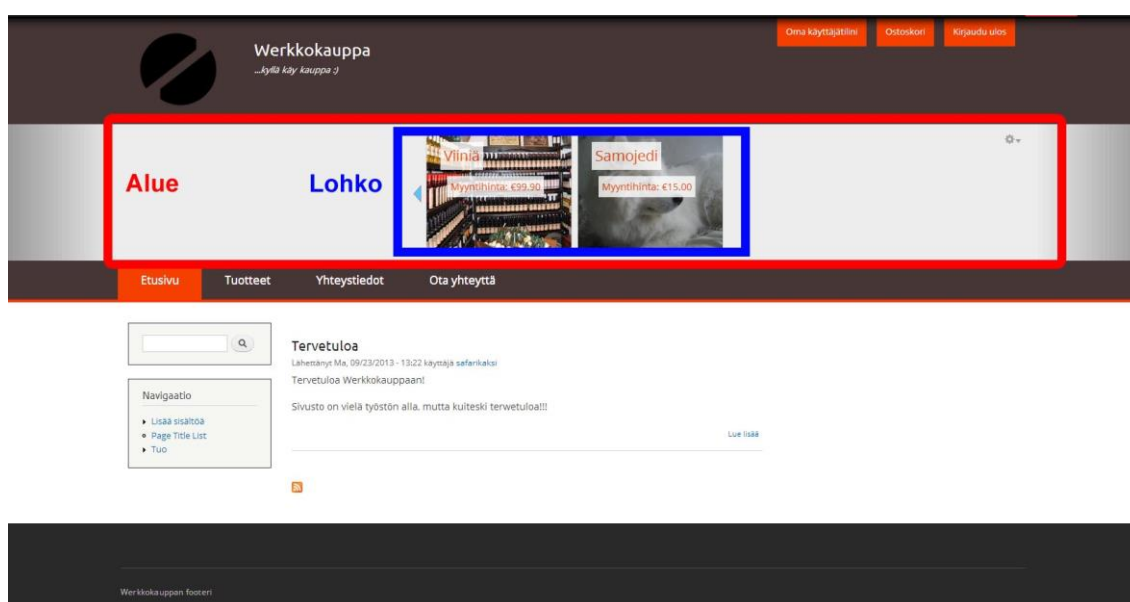 Werkkokauppa
...kyllä käy kauppa ;)
Oma käyttäjätilini
Ostoskori
Kirjaudu ulos
Alue
Lohko
Viiniä
Myyntihinta: €99.90
Samojedi
Myyntihinta: €15.00
Etusivu
Tuotteet
Yhteystiedot
Ota yhteyttä
Navigaatio
Lisää sisältöä
Page Title List
Tuo
Tervetuloa
Lähettänyt Ma, 09/23/2013 - 13:22 käyttäjä safarikaksi
Tervetuloa Werkkokauppaan!
Sivusto on vielä työstön alla, mutta kuiteski terwetuloa!!!
Lue lisää
Werkkokauppan footeri